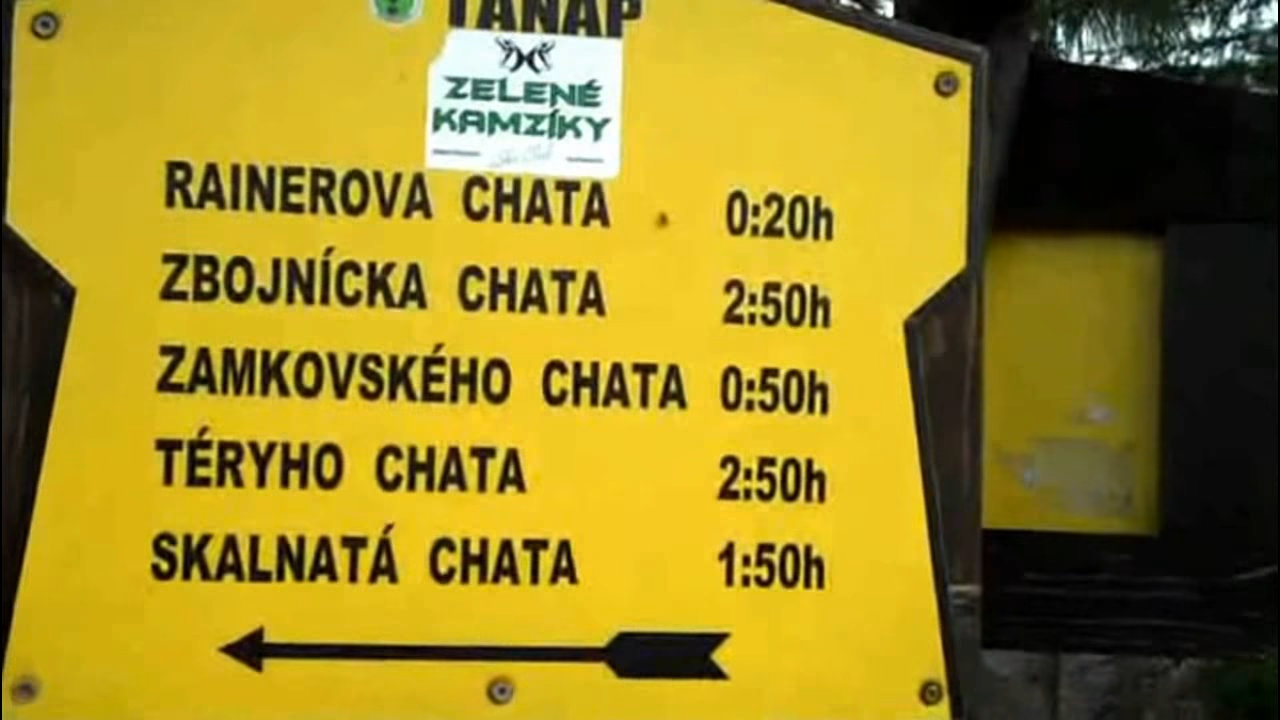 TANAP
ZELENÉ
KAMZÍKY
RAINEROVA CHATA 0:20h
ZBOJNÍCKA CHATA 2:50h
ZAMKOVSKÉHO CHATA 0:50h
TÉRYHO CHATA 2:50h
SKALNATÁ CHATA 1:50h